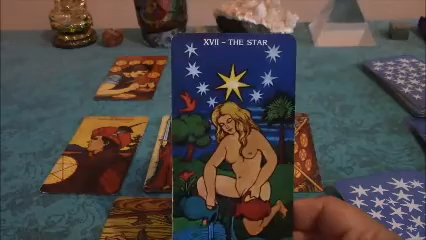 XVII – THE STAR